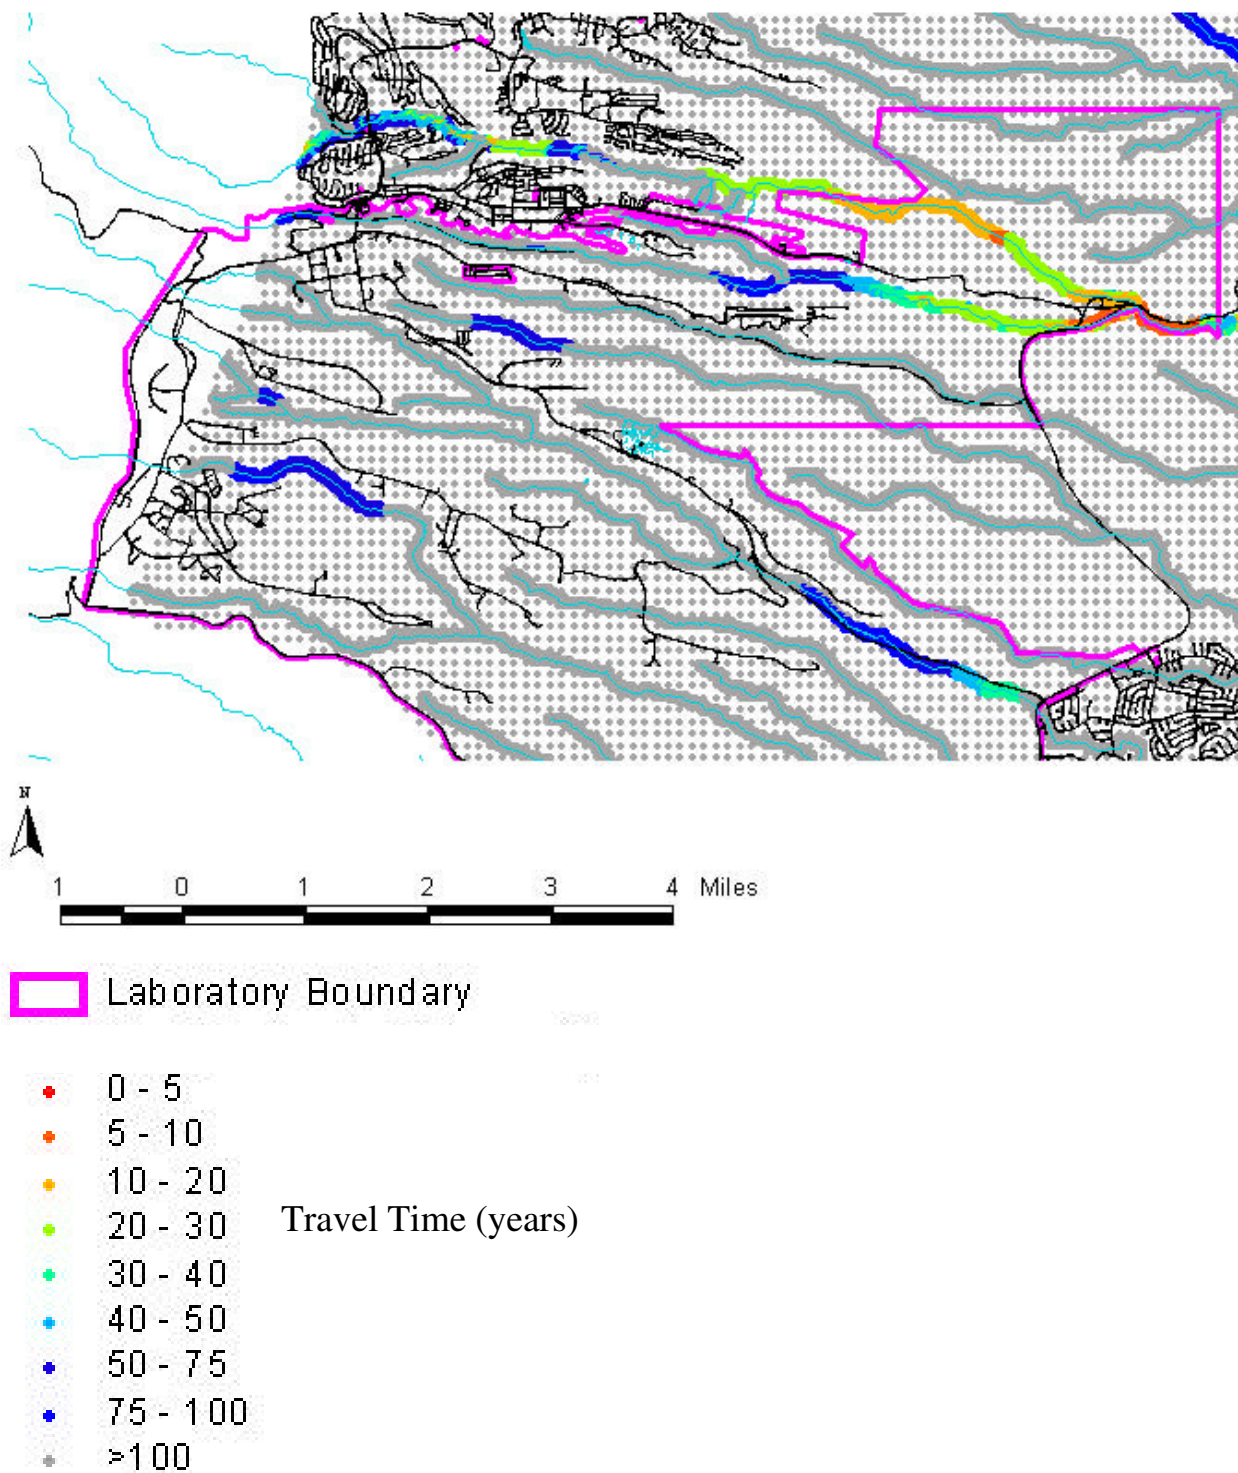 N
1 0 1 2 3 4 Miles
Laboratory Boundary
0 - 5
5 - 10
10 - 20
20 - 30
Travel Time (years)
30 - 40
40 - 50
50 - 75
75 - 100
>100